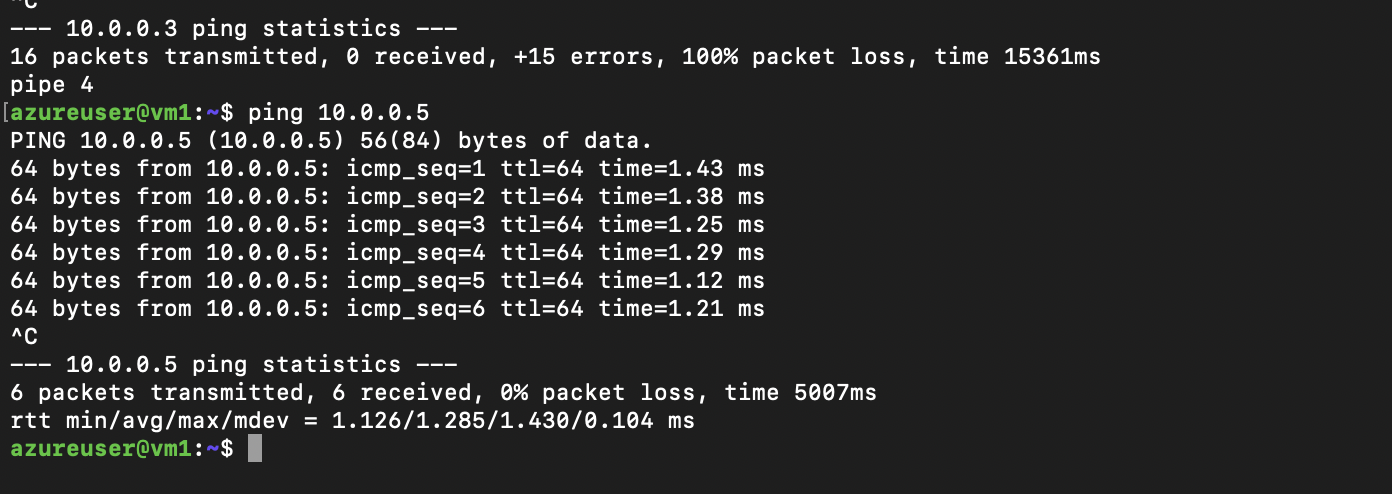 ^C
--- 10.0.0.3 ping statistics ---
16 packets transmitted, 0 received, +15 errors, 100% packet loss, time 15361ms
pipe 4
[azureuser@vm1:~$ ping 10.0.0.5
PING 10.0.0.5 (10.0.0.5) 56(84) bytes of data.
64 bytes from 10.0.0.5: icmp_seq=1 ttl=64 time=1.43 ms
64 bytes from 10.0.0.5: icmp_seq=2 ttl=64 time=1.38 ms
64 bytes from 10.0.0.5: icmp_seq=3 ttl=64 time=1.25 ms
64 bytes from 10.0.0.5: icmp_seq=4 ttl=64 time=1.29 ms
64 bytes from 10.0.0.5: icmp_seq=5 ttl=64 time=1.12 ms
64 bytes from 10.0.0.5: icmp_seq=6 ttl=64 time=1.21 ms
^C
--- 10.0.0.5 ping statistics ---
6 packets transmitted, 6 received, 0% packet loss, time 5007ms
rtt min/avg/max/mdev = 1.126/1.285/1.430/0.104 ms
azureuser@vm1:~$